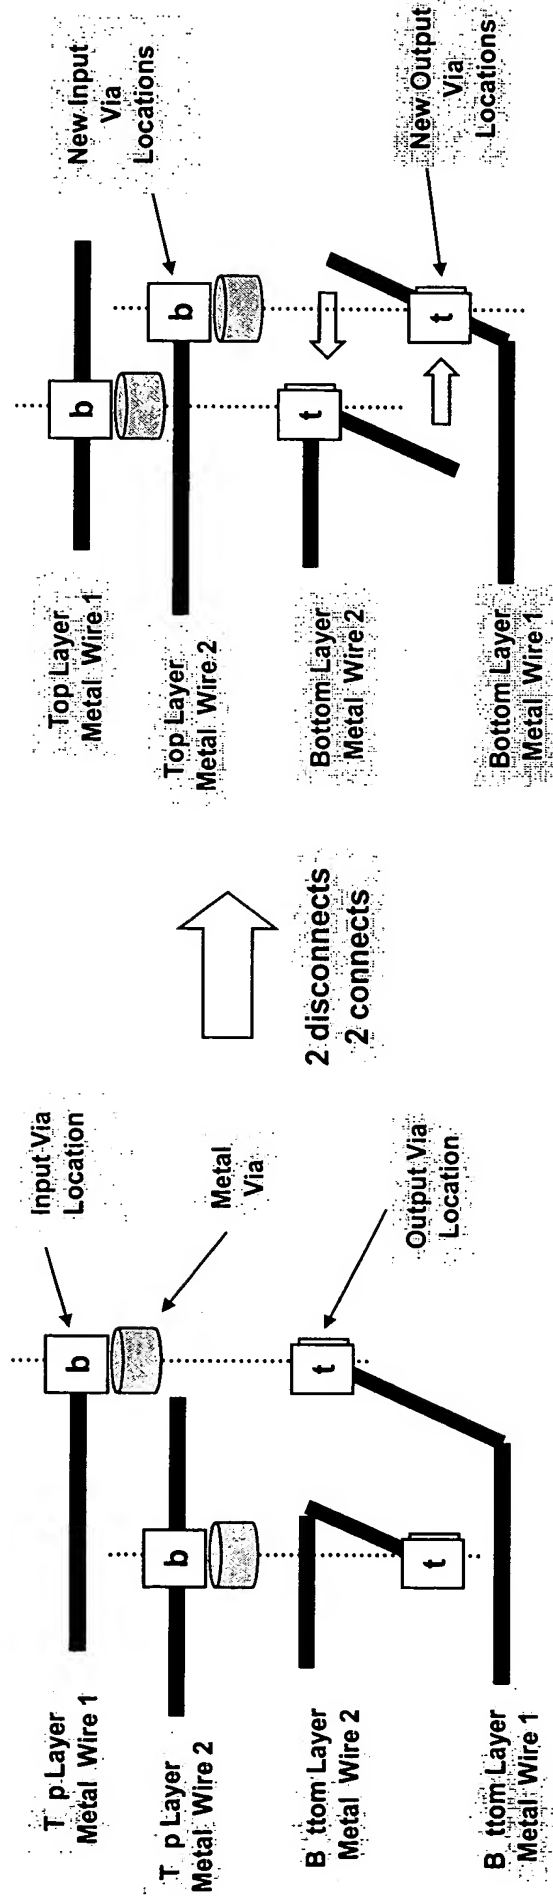 T p Layer
Metal Wire 1
T p Layer
Metal Wire 2
B ttom Layer
Metal Wire 2
B ttom Layer
Metal Wire 1
b
b
t
t
Input Via
Location
Metal
Via
Output Via
Location
2 disconnects
2 connects
Top Layer
Metal Wire 1
Top Layer
Metal Wire 2
Bottom Layer
Metal Wire 2
Bottom Layer
Metal Wire 1
b
b
t
t
New Input
Via
Locations
New Output
Via
Locations